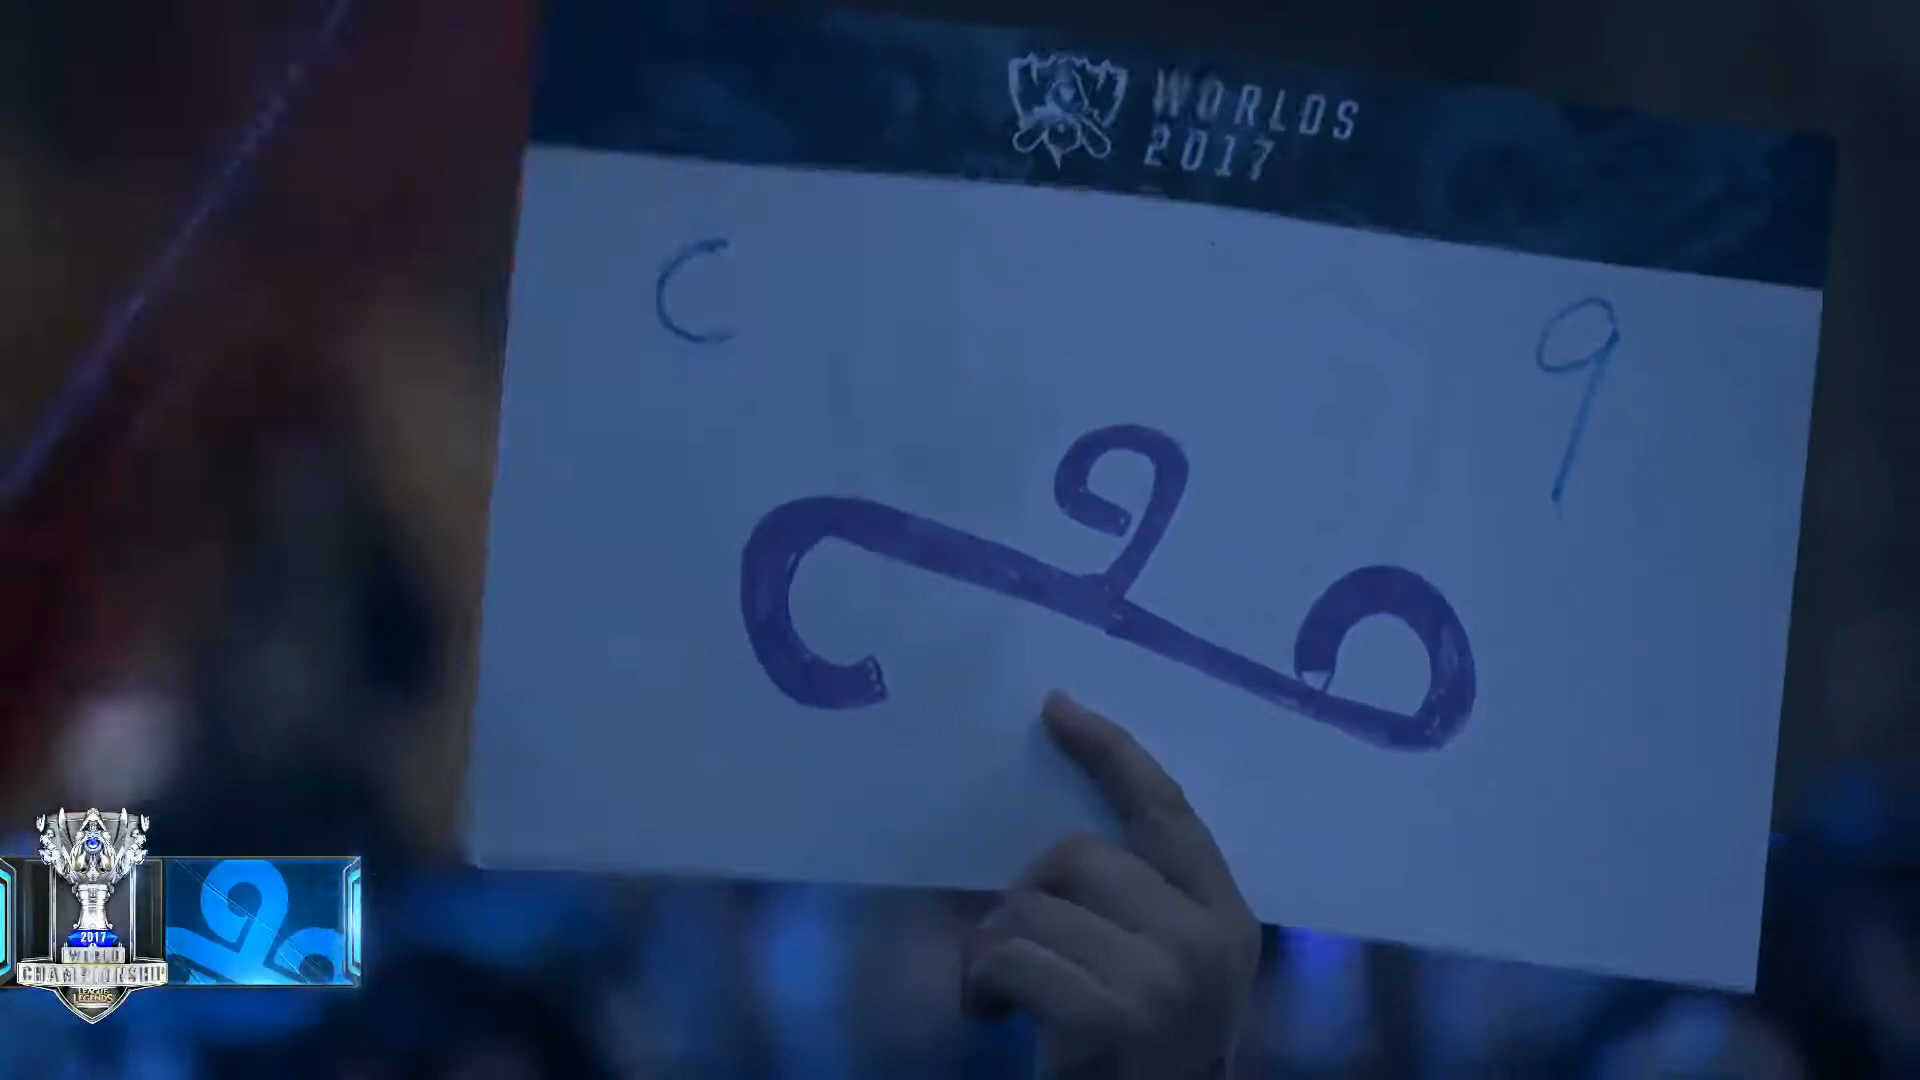 WORLDS
2017
C 9
2017
WORLD
CHAMPIONSHIP
LEAGUE
LEGENDS